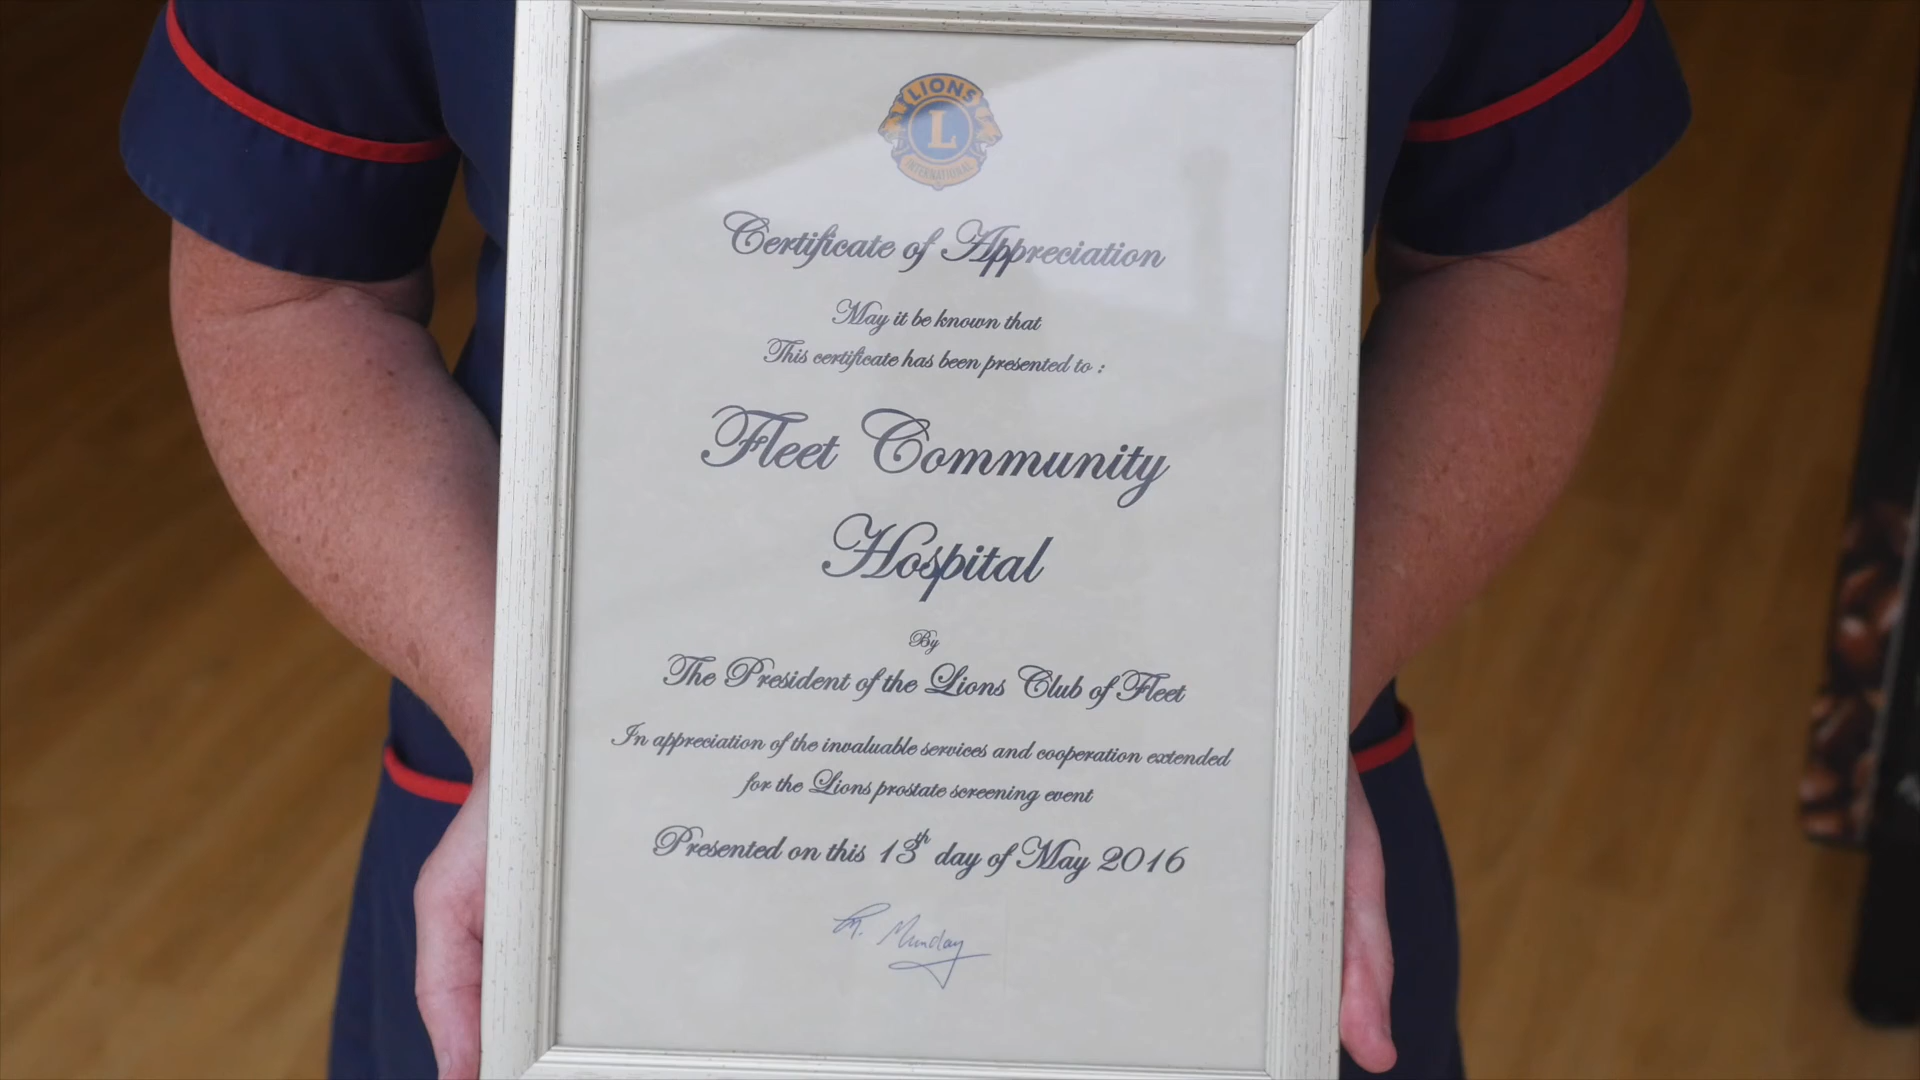 LIONS
L
INTERNATIONAL
Certificate of Appreciation
May it be known that
This certificate has been presented to :
Fleet Community
Hospital
By
The President of the Lions Club of Fleet
In appreciation of the invaluable services and cooperation extended
for the Lions prostate screening event
Presented on this 13th day of May 2016
Munday